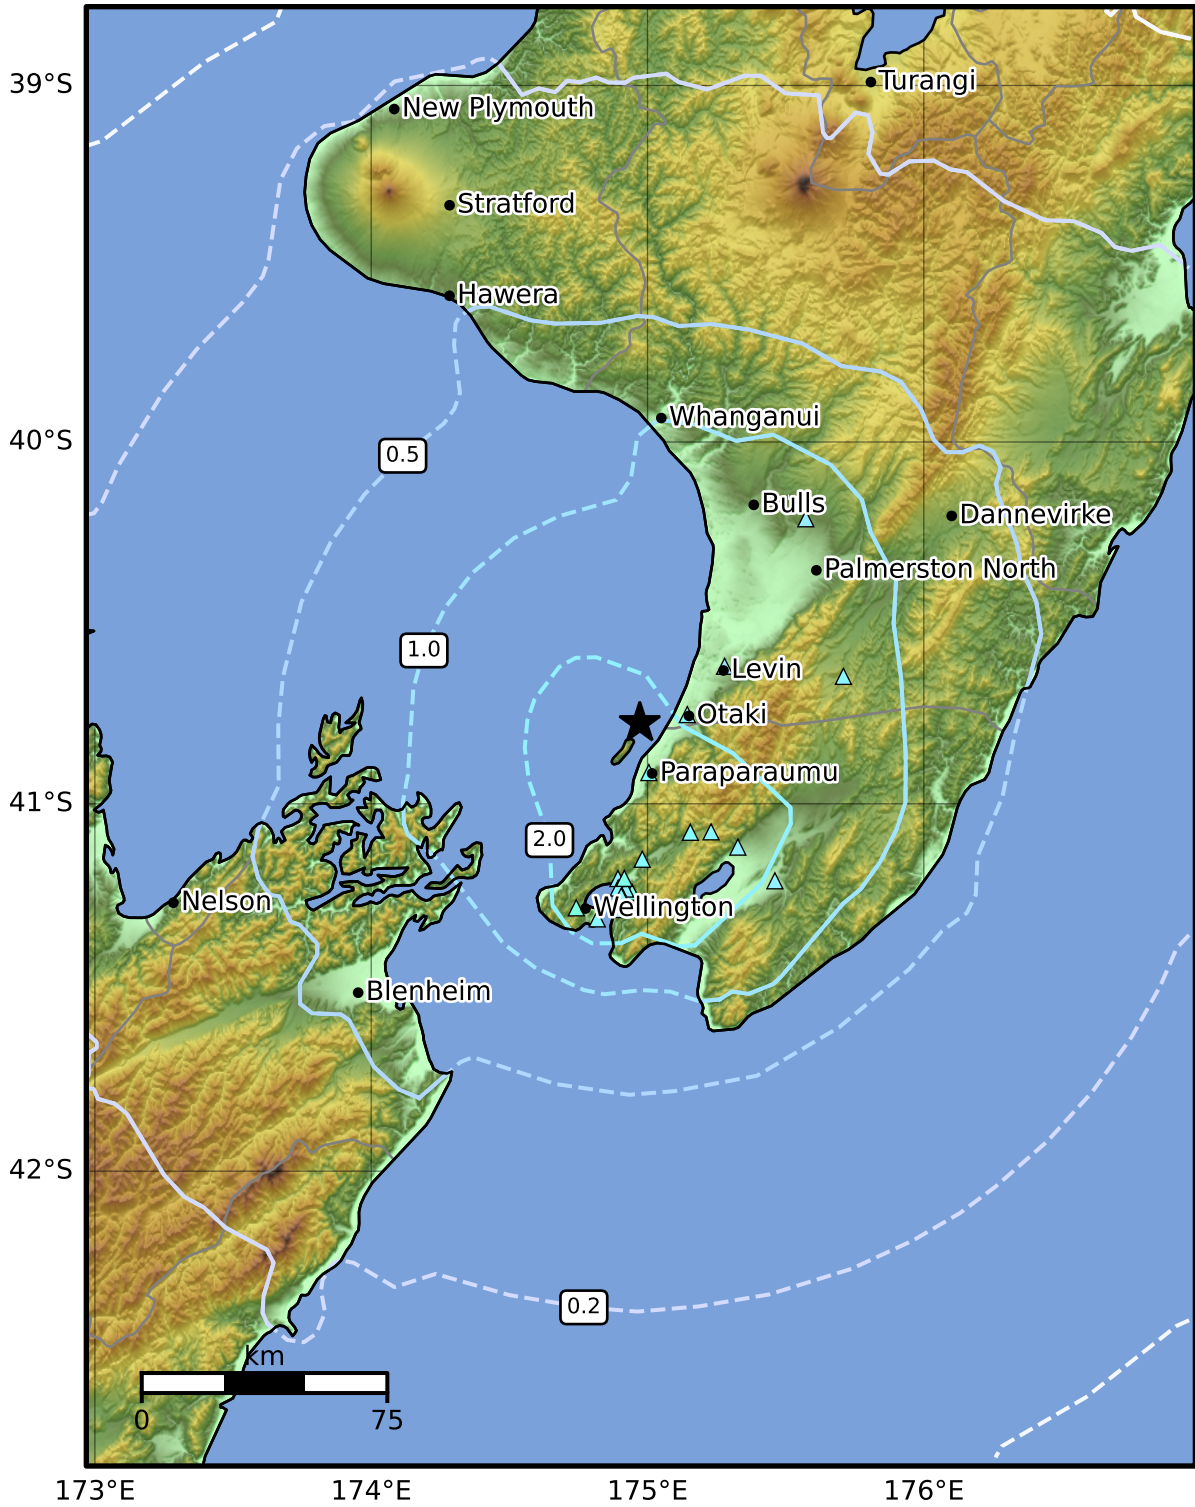 39°S
Turangi
New Plymouth
Stratford
Hawera
Whanganui
40°S
0.5
Bulls
Dannevirke
Palmerston North
1.0
Levin
Otaki
Paraparaumu
41°S
2.0
Nelson
Wellington
Blenheim
42°S
0.2
km
0 75
173°E 174°E 175°E 176°E